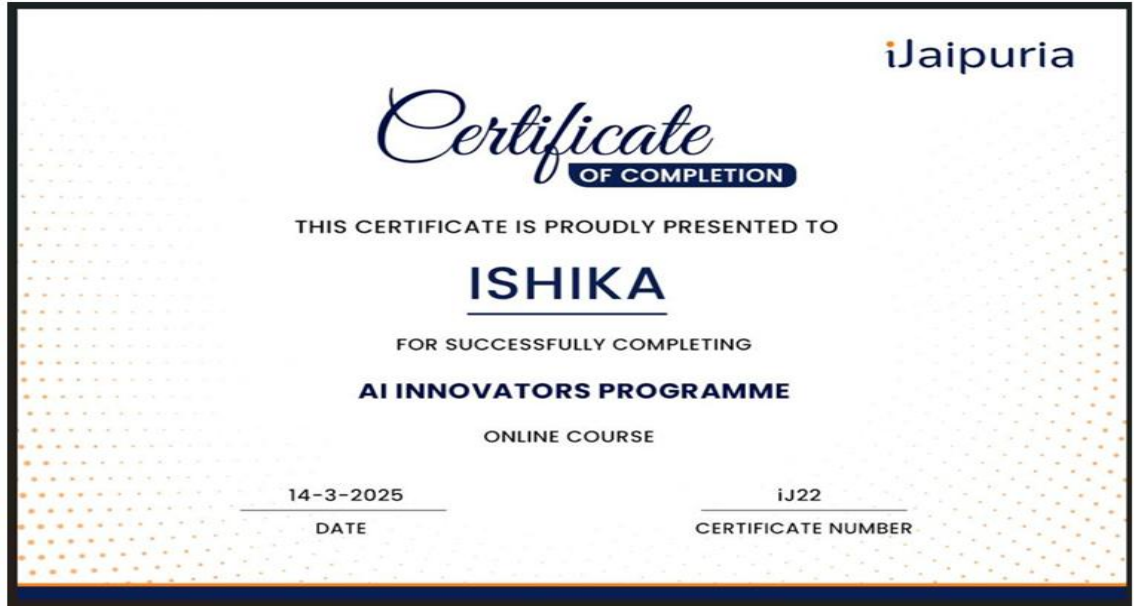 iJaipuria
Certificate
OF COMPLETION
THIS CERTIFICATE IS PROUDLY PRESENTED TO
ISHIKA
FOR SUCCESSFULLY COMPLETING
AI INNOVATORS PROGRAMME
ONLINE COURSE
14-3-2025
DATE
iJ22
CERTIFICATE NUMBER